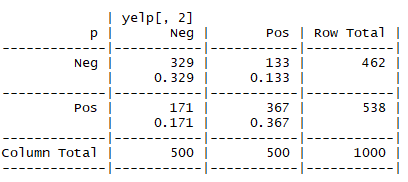 | yelp[, 2]
p | Neg | Pos | Row Total |
-------------|-----------|-----------|-----------|
Neg | 329 | 133 | 462 |
| 0.329 | 0.133 | |
-------------|-----------|-----------|-----------|
Pos | 171 | 367 | 538 |
| 0.171 | 0.367 | |
-------------|-----------|-----------|-----------|
Column Total | 500 | 500 | 1000 |
-------------|-----------|-----------|-----------|